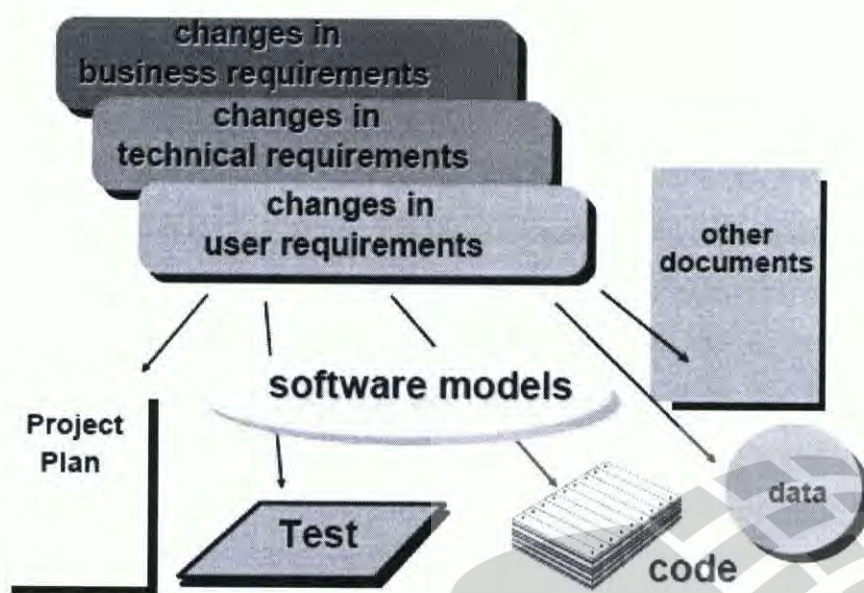 changes in
business requirements
changes in
technical requirements
changes in
user requirements
other
documents
software models
Project
Plan
Test
data
code